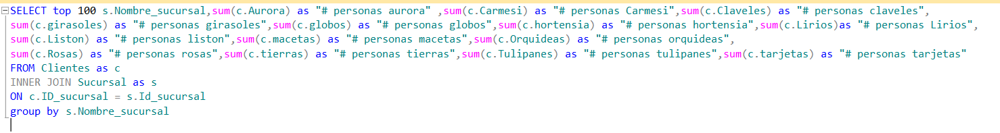 SELECT top 100 s.Nombre_sucursal,sum(c.Aurora) as "# personas aurora" ,sum(c.Carmesi) as "# personas Carmesi",sum(c.Claveles) as "# personas claveles",
sum(c.girasoles) as "# personas girasoles",sum(c.globos) as "# personas globos",sum(c.hortensia) as "# personas hortensia",sum(c.Lirios)as "# personas Lirios",
sum(c.Liston) as "# personas liston",sum(c.macetas) as "# personas macetas",sum(c.Orquideas) as "# personas orquideas",
sum(c.Rosas) as "# personas rosas",sum(c.tierras) as "# personas tierras",sum(c.Tulipanes) as "# personas tulipanes",sum(c.tarjetas) as "# personas tarjetas"
FROM Clientes as c
INNER JOIN Sucursal as s
ON c.ID_sucursal = s.Id_sucursal
group by s.Nombre_sucursal